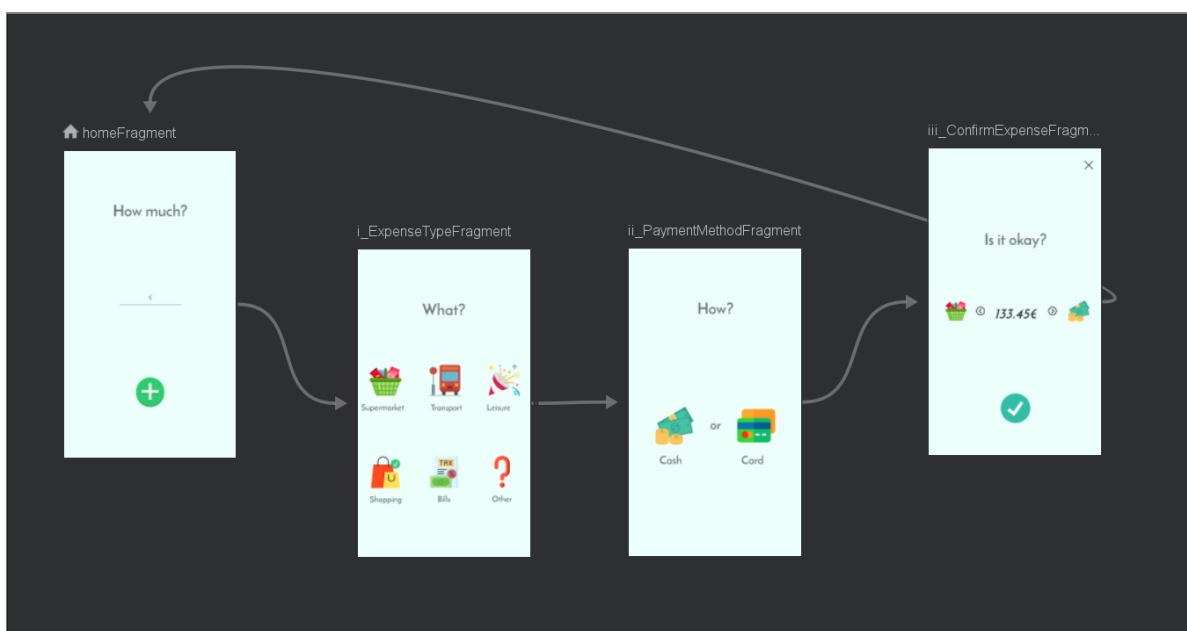 homeFragment
How much?
€
i_ExpenseTypeFragment
What?
Supermarket Transport Leisure
TAX
Shopping Bills Other
ii_PaymentMethodFragment
How?
or
Cash Card
iii_ConfirmExpenseFragm...
Is it okay?
133.45€